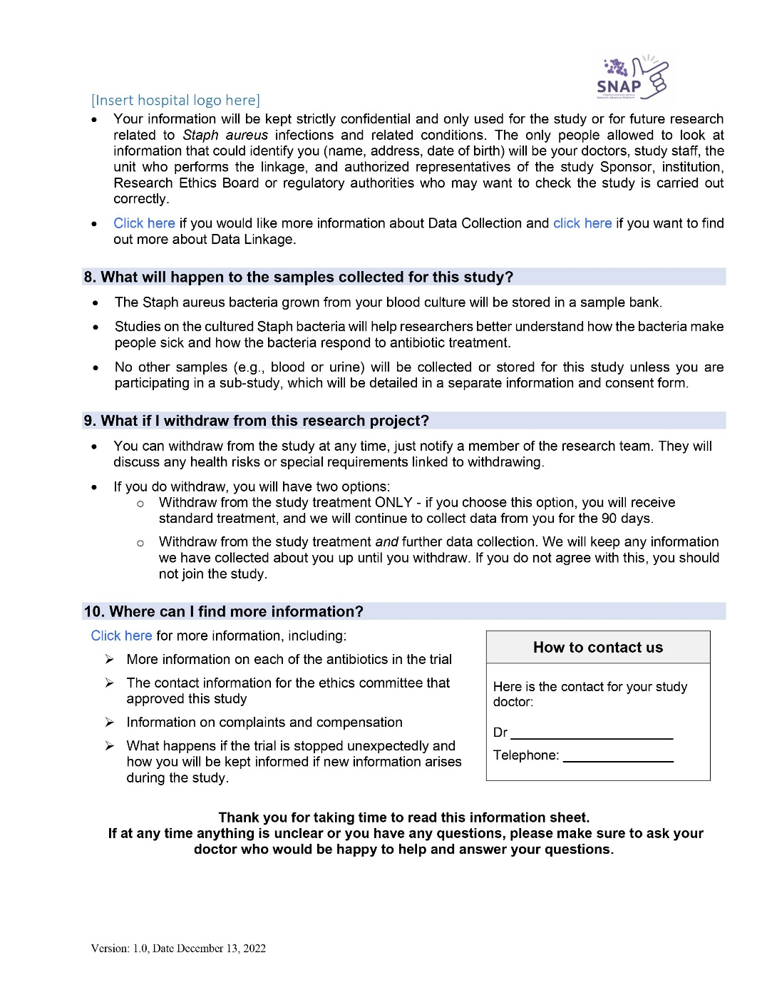 [Insert hospital logo here]
SNAP
• Your information will be kept strictly confidential and only used for the study or for future research
related to Staph aureus infections and related conditions. The only people allowed to look at
information that could identify you (name, address, date of birth) will be your doctors, study staff, the
unit who performs the linkage, and authorized representatives of the study Sponsor, institution,
Research Ethics Board or regulatory authorities who may want to check the study is carried out
correctly.
• Click here if you would like more information about Data Collection and click here if you want to find
out more about Data Linkage.
8. What will happen to the samples collected for this study?
• The Staph aureus bacteria grown from your blood culture will be stored in a sample bank.
• Studies on the cultured Staph bacteria will help researchers better understand how the bacteria make
people sick and how the bacteria respond to antibiotic treatment.
• No other samples (e.g., blood or urine) will be collected or stored for this study unless you are
participating in a sub-study, which will be detailed in a separate information and consent form.
9. What if I withdraw from this research project?
• You can withdraw from the study at any time, just notify a member of the research team. They will
discuss any health risks or special requirements linked to withdrawing.
• If you do withdraw, you will have two options:
o Withdraw from the study treatment ONLY - if you choose this option, you will receive
standard treatment, and we will continue to collect data from you for the 90 days.
o Withdraw from the study treatment and further data collection. We will keep any information
we have collected about you up until you withdraw. If you do not agree with this, you should
not join the study.
10. Where can I find more information?
Click here for more information, including:
➢ More information on each of the antibiotics in the trial
➢ The contact information for the ethics committee that
approved this study
➢ Information on complaints and compensation
➢ What happens if the trial is stopped unexpectedly and
how you will be kept informed if new information arises
during the study.
How to contact us
Here is the contact for your study
doctor:
Dr
Telephone:
Thank you for taking time to read this information sheet.
If at any time anything is unclear or you have any questions, please make sure to ask your
doctor who would be happy to help and answer your questions.
Version: 1.0, Date December 13, 2022